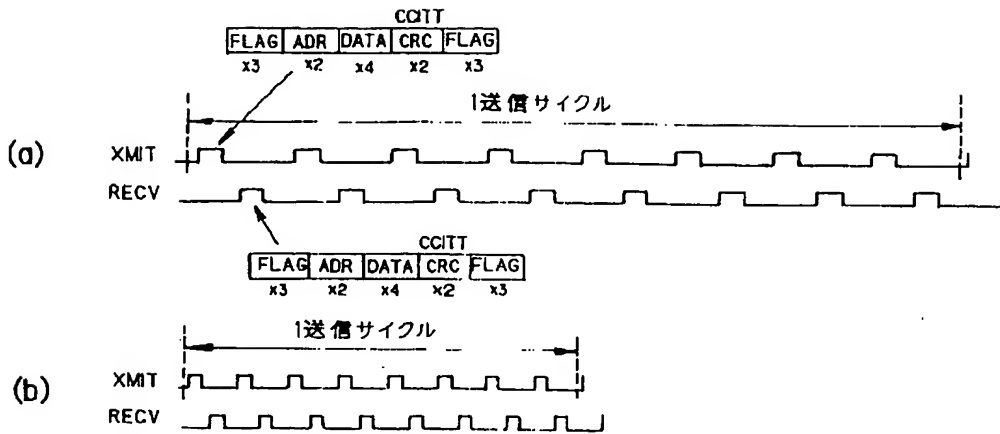 CCITT
FLAG ADR DATA CRC FLAG
x3 x2 x4 x2 x3
1送信サイクル
(a)
XMIT
RECV
CCITT
FLAG ADR DATA CRC FLAG
x3 x2 x4 x2 x3
1送信サイクル
(b)
XMIT
RECV